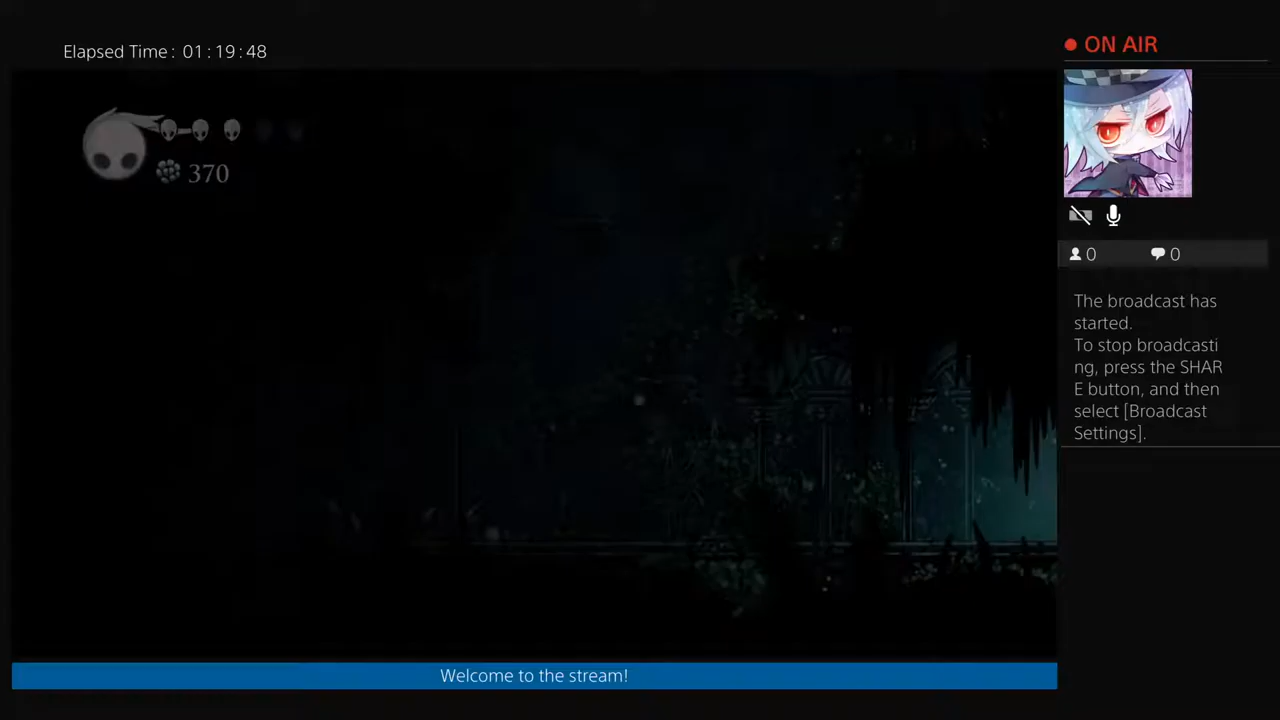 Elapsed Time: 01:19:48
ON AIR
370
0 0
The broadcast has
started.
To stop broadcasti
ng, press the SHAR
E button, and then
select [Broadcast
Settings].
Welcome to the stream!